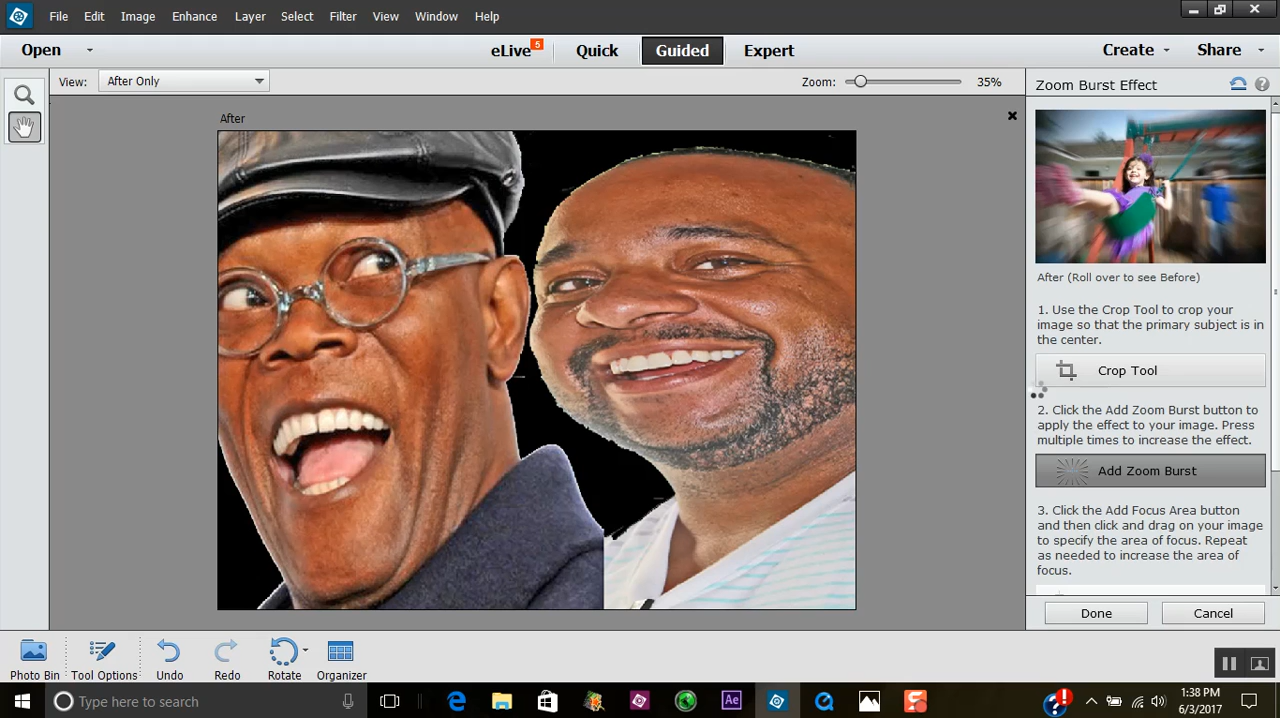 File Edit Image Enhance Layer Select Filter View Window Help
Open eLive 5 Quick Guided Expert Create Share
View: After Only Zoom: 35% Zoom Burst Effect
After
After (Roll over to see Before)
1. Use the Crop Tool to crop your
image so that the primary subject is in
the center.
Crop Tool
2. Click the Add Zoom Burst button to
apply the effect to your image. Press
multiple times to increase the effect.
Add Zoom Burst
3. Click the Add Focus Area button
and then click and drag on your image
to specify the area of focus. Repeat
as needed to increase the area of
focus.
Done Cancel
Photo Bin Tool Options Undo Redo Rotate Organizer
Type here to search
Ae
1:38 PM
6/3/2017